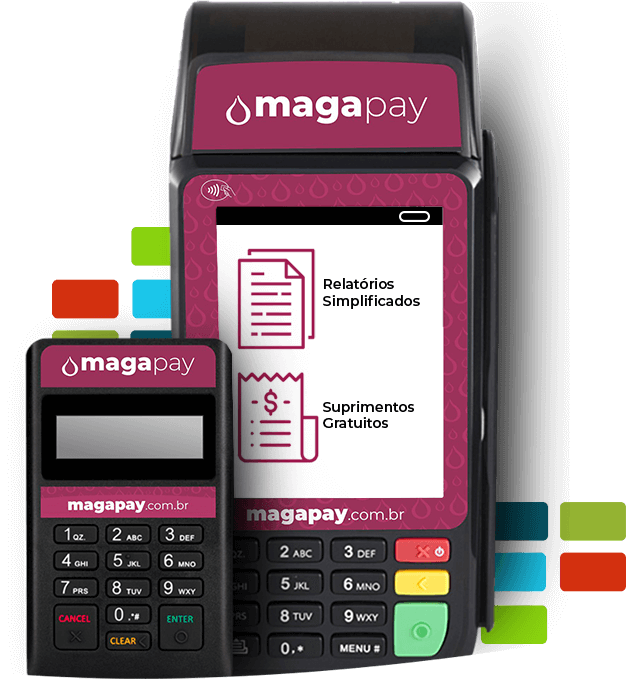 magapay
Relatórios
Simplificados
Suprimentos
Gratuitos
magapay.com.br
QZ.
2 ABC
3 DEF
5 JKL
6 MNO
8 TUV
9 WXY
0,*
MENU #
magapay
magapay.com.br
1 QZ.
2 ABC
3 DEF
4 GHI
5 JKL
6 MNO
7 PRS
8 TUV
9 WXY
CANCEL
0 .*#
ENTER
CLEAR